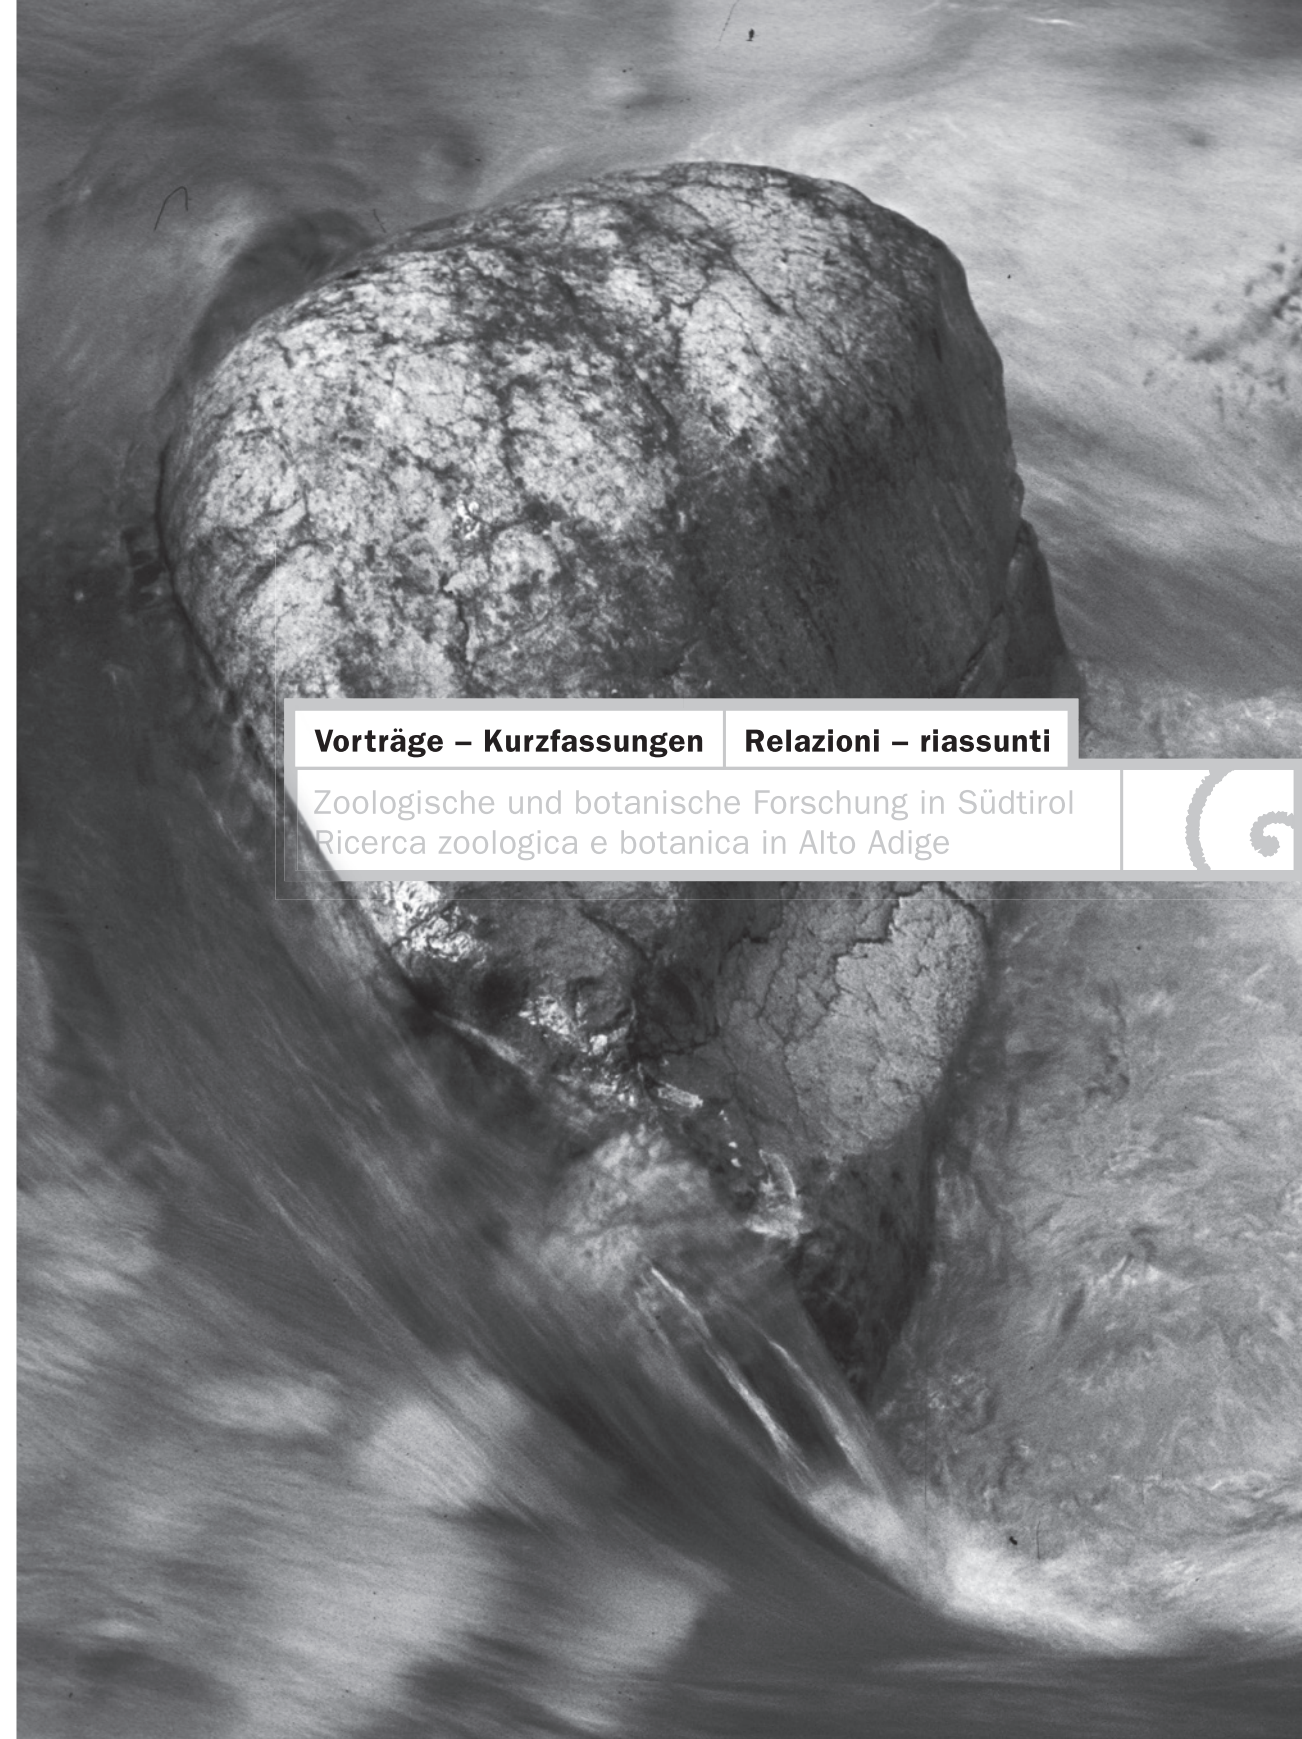 Vorträge – Kurzfassungen
Relazioni – riassunti
Zoologische und botanische Forschung in Südtirol
Ricerca zoologica e botanica in Alto Adige